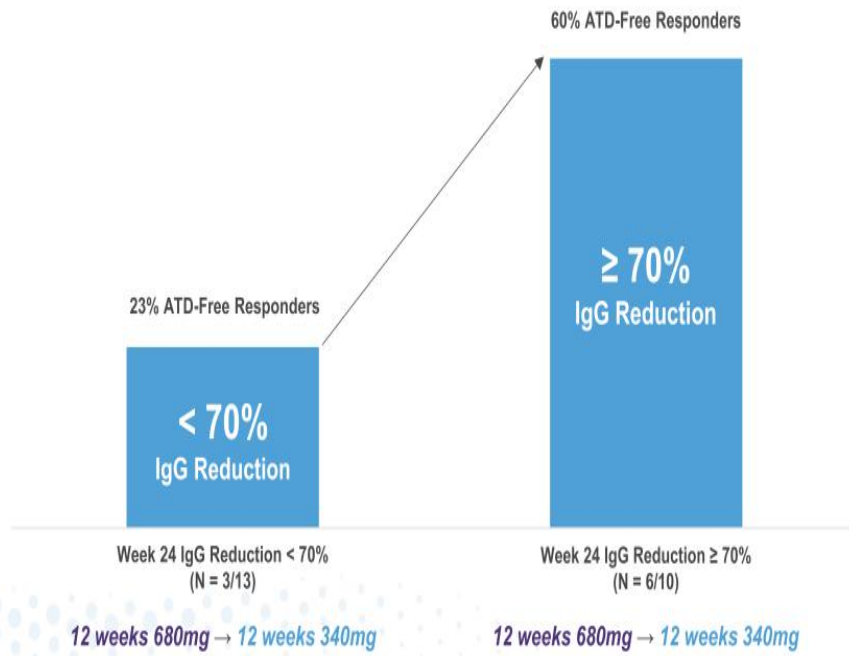 60% ATD-Free Responders
≥ 70%
IgG Reduction
23% ATD-Free Responders
< 70%
IgG Reduction
Week 24 IgG Reduction < 70%
(N = 3/13)
Week 24 IgG Reduction ≥ 70%
(N = 6/10)
12 weeks 680mg → 12 weeks 340mg
12 weeks 680mg → 12 weeks 340mg